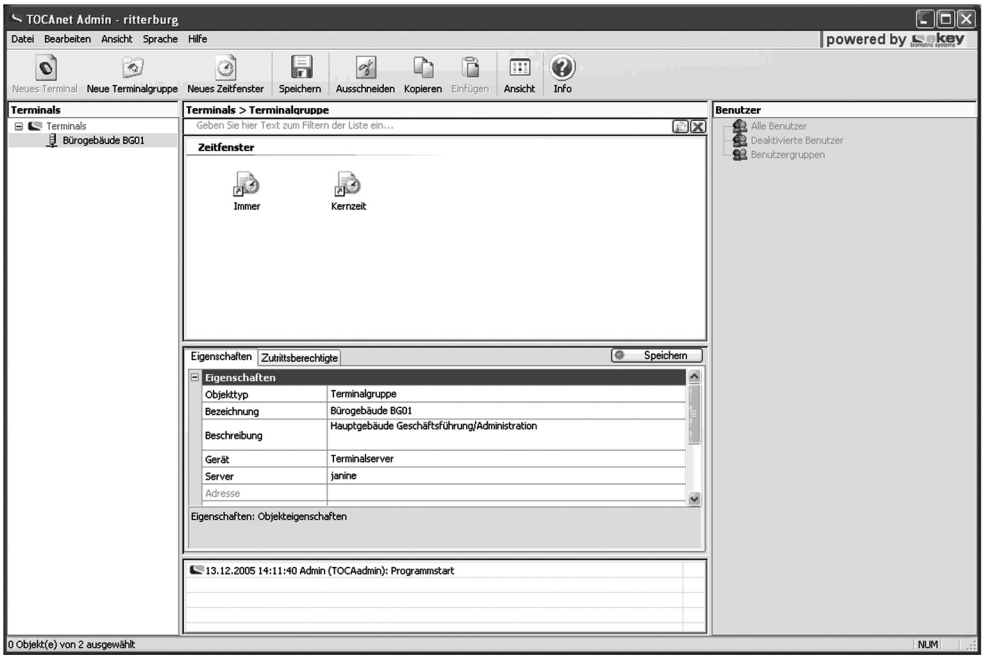 TOCAnet Admin - ritterburg
Datei Bearbeiten Ansicht Sprache Hilfe
powered by ekey
biometric systems
Neues Terminal Neue Terminalgruppe Neues Zeitfenster Speichern Ausschneiden Kopieren Einfügen Ansicht Info
Terminals
Terminals
Bürogebäude BG01
Terminals > Terminalgruppe
Geben Sie hier Text zum Filtern der Liste ein...
Zeitfenster
Immer Kernzeit
Eigenschaften Zutrittsberechtigte Speichern
Eigenschaften
Objekttyp Terminalgruppe
Bezeichnung Bürogebäude BG01
Beschreibung Hauptgebäude Geschäftsführung/Administration
Gerät Terminalserver
Server janine
Adresse
Eigenschaften: Objekteigenschaften
13.12.2005 14:11:40 Admin (TOCAadmin): Programmstart
Benutzer
Alle Benutzer
Deaktivierte Benutzer
Benutzergruppen
0 Objekt(e) von 2 ausgewählt NUM